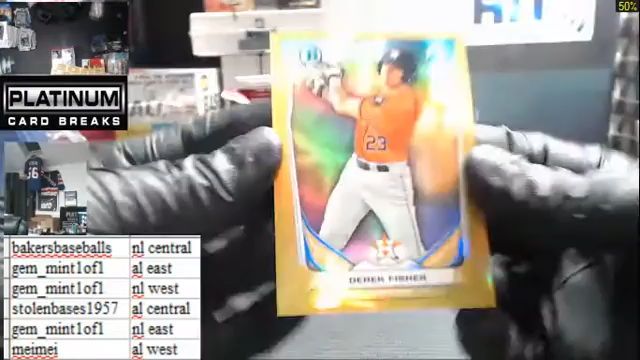 50%
PLATINUM
CARD BREAKS
23
DEREK FISHER
bakersbaseballs nl central
gem_mint1of1 al east
gem_mint1of1 nl west
stolenbases1957 al central
gem_mint1of1 nl east
meimei al west